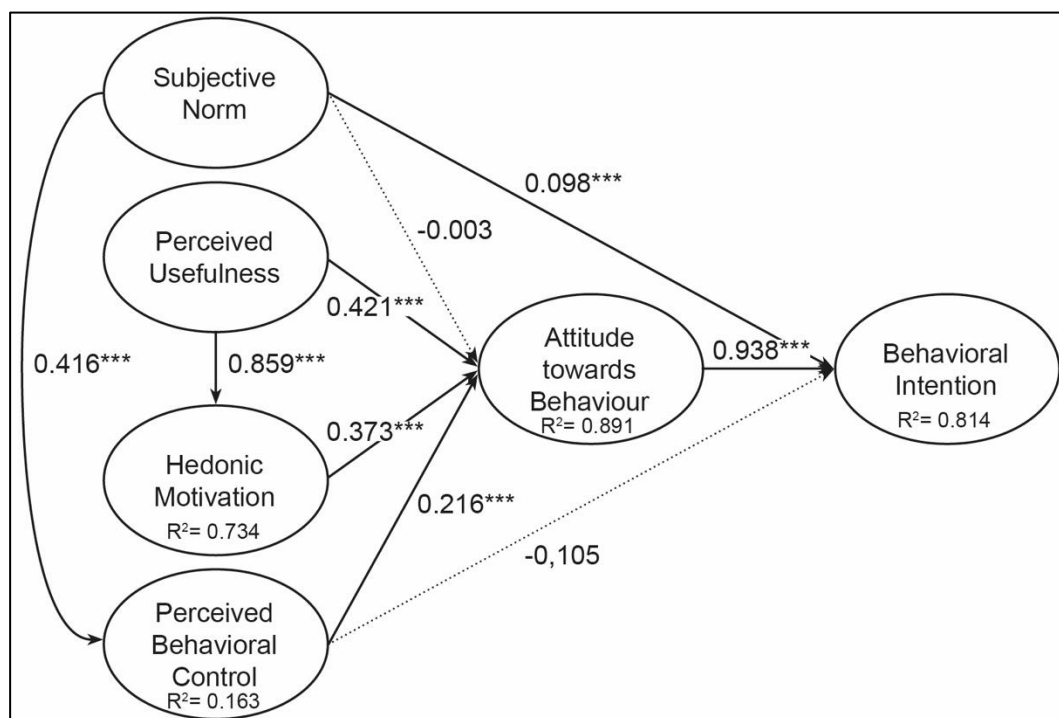 Subjective
Norm
0.098***
-0.003
Perceived
Usefulness
0.421***
0.416***
0.859***
Attitude
towards
Behaviour
R²= 0.891
0.938***
Behavioral
Intention
R²= 0.814
0.373***
Hedonic
Motivation
R²= 0.734
0.216***
-0,105
Perceived
Behavioral
Control
R²= 0.163